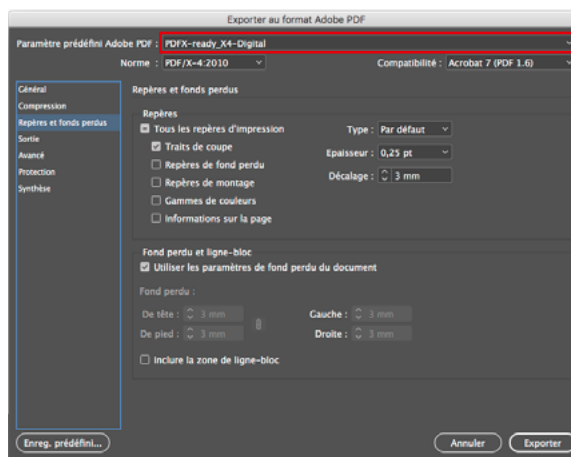 Exporter au format Adobe PDF
Paramètre prédéfini Adobe PDF : PDFX-ready_X4-Digital
Norme : PDF/X-4:2010 Compatibilité : Acrobat 7 (PDF 1.6)
Général
Compression
Repères et fonds perdus
Sortie
Avancé
Protection
Synthèse
Repères et fonds perdus
Repères
Tous les repères d'impression Type : Par défaut
Traits de coupe Epaisseur : 0,25 pt
Repères de fond perdu Décalage : 3 mm
Repères de montage
Gammes de couleurs
Informations sur la page
Fond perdu et ligne-bloc
Utiliser les paramètres de fond perdu du document
Fond perdu :
De tête : 3 mm Gauche : 3 mm
De pied : 3 mm Droite : 3 mm
Inclure la zone de ligne-bloc
Enreg. prédéfini... Annuler Exporter